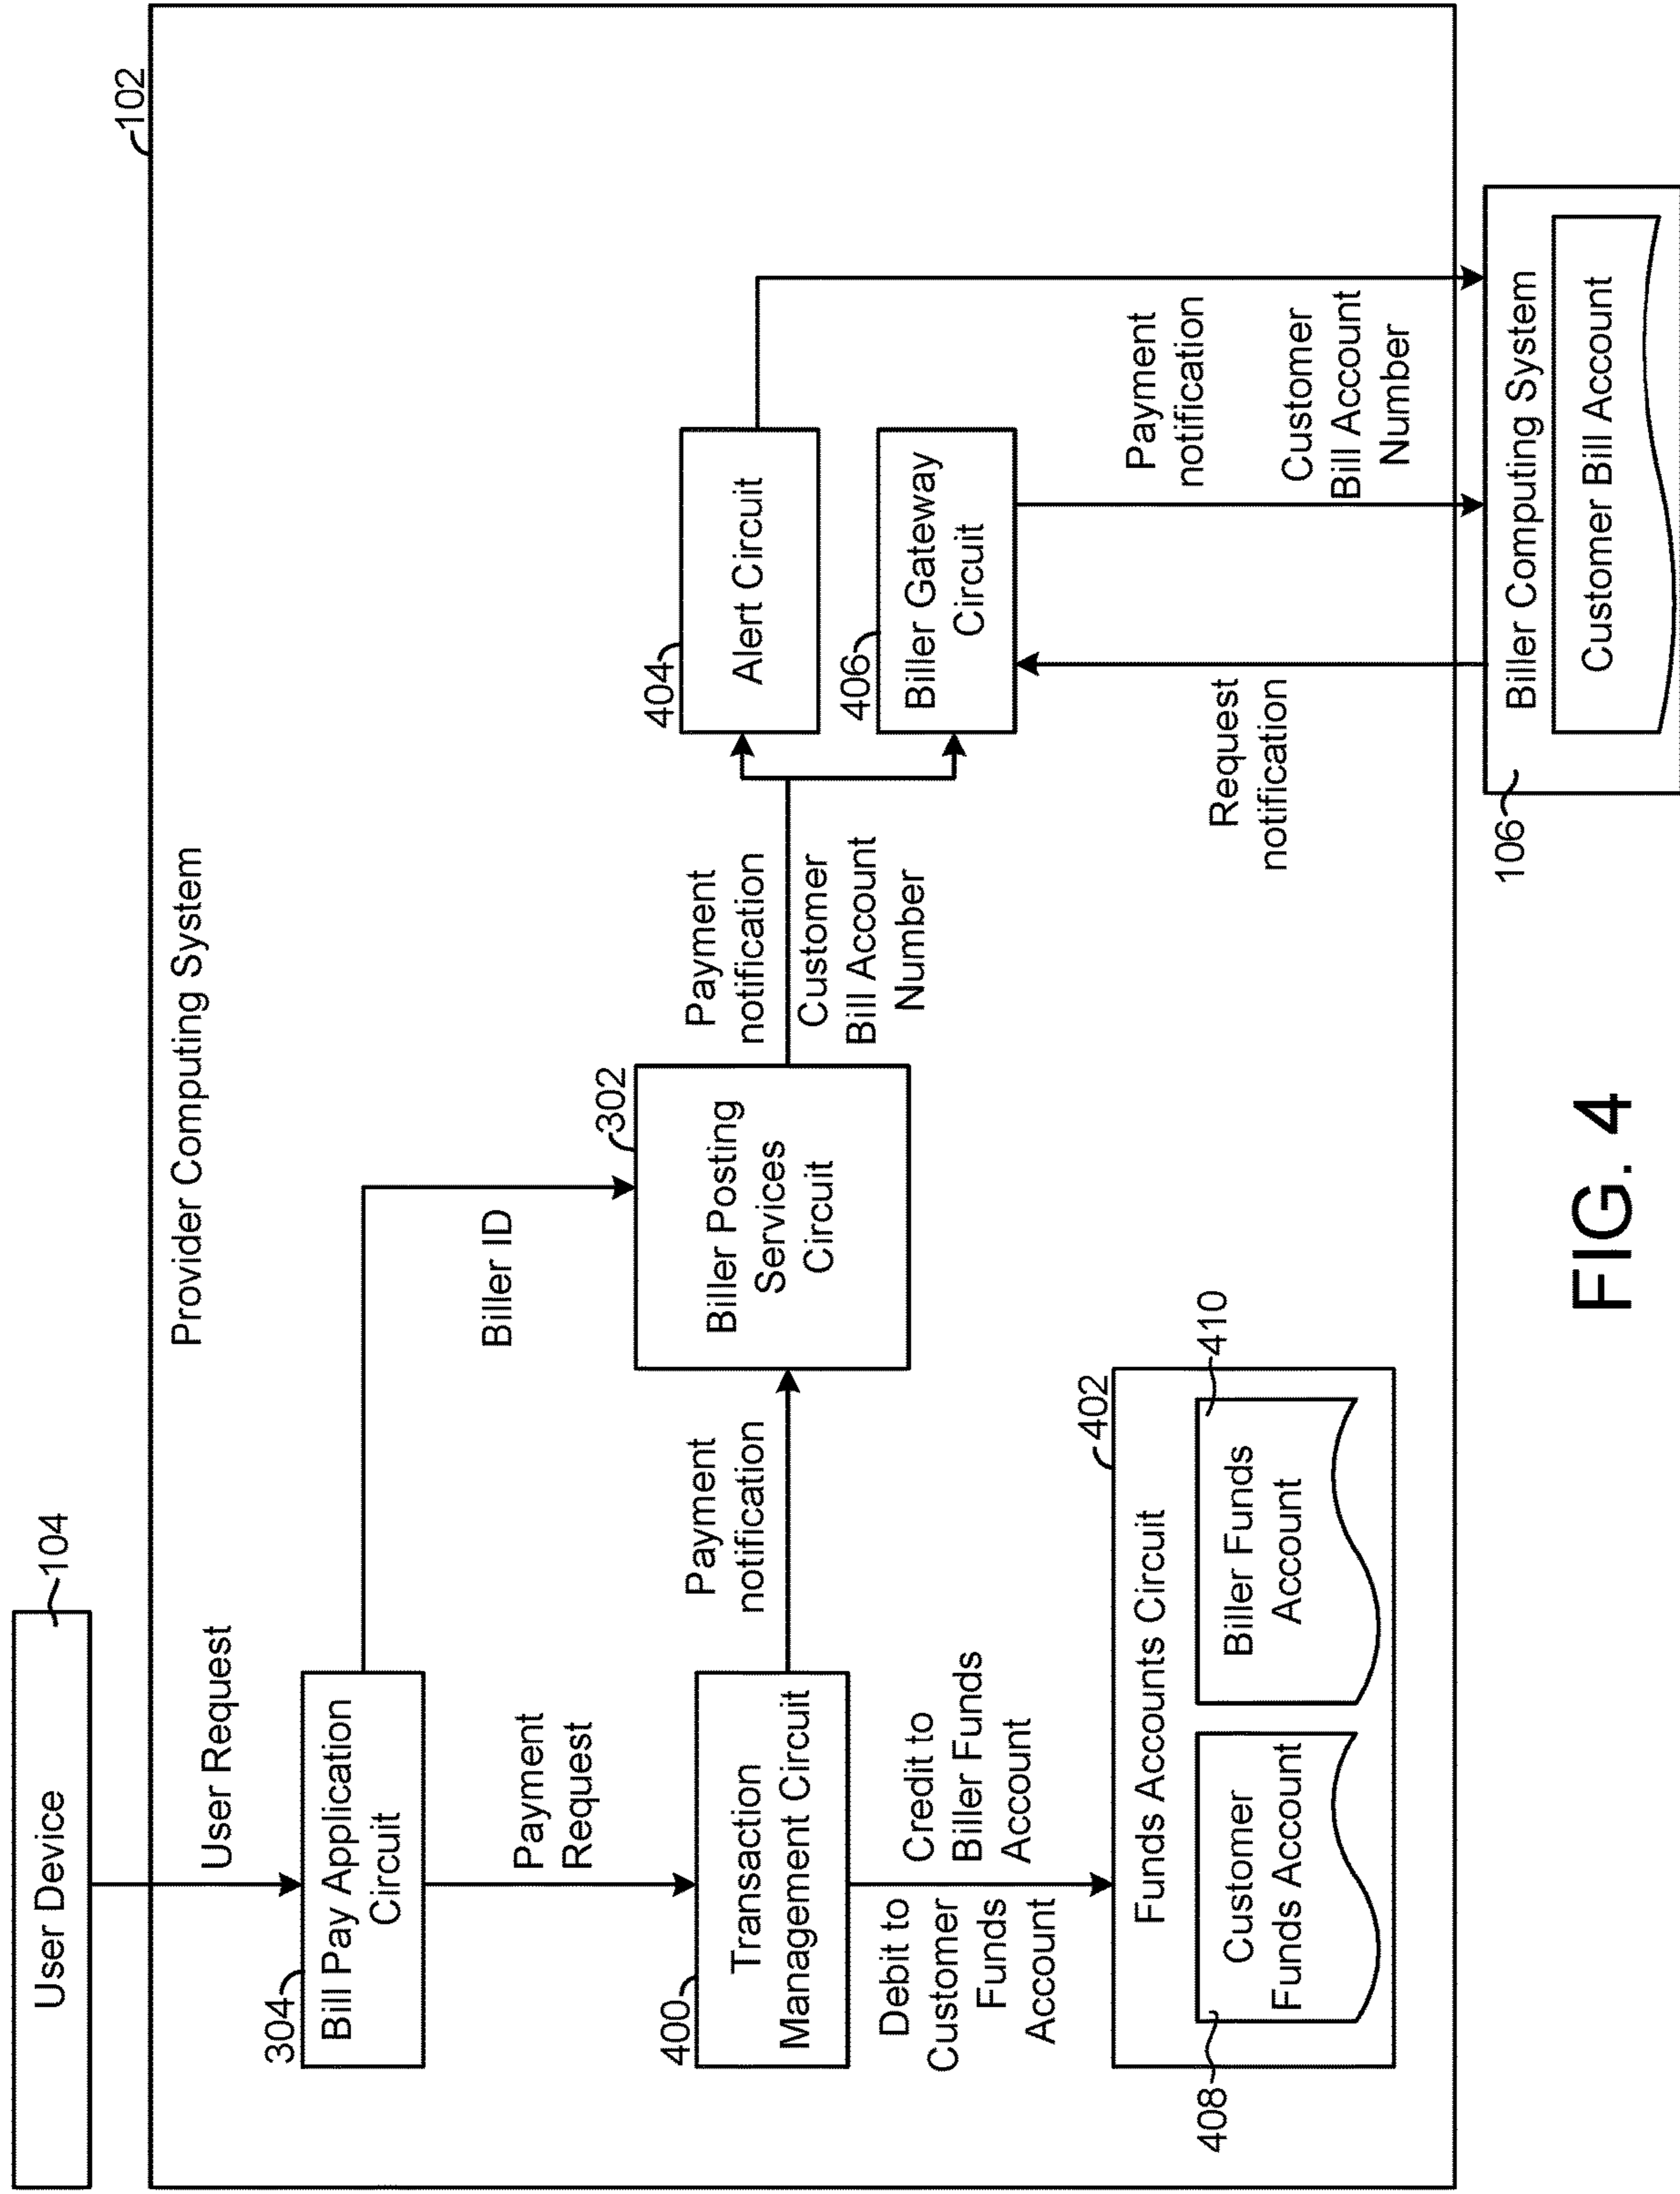 User Device
104
102
Provider Computing System
User Request
304
Bill Pay Application
Circuit
Biller ID
Payment
Request
400
Transaction
Management Circuit
Payment
notification
302
Biller Posting
Services
Circuit
Payment
notification
Customer
Bill Account
Number
404
Alert Circuit
406
Biller Gateway
Circuit
Debit to
Customer
Funds
Account
Credit to
Biller Funds
Account
402
Funds Accounts Circuit
408
Customer
Funds Account
410
Biller Funds
Account
Request
notification
Payment
notification
Customer
Bill Account
Number
106
Biller Computing System
Customer Bill Account
FIG. 4